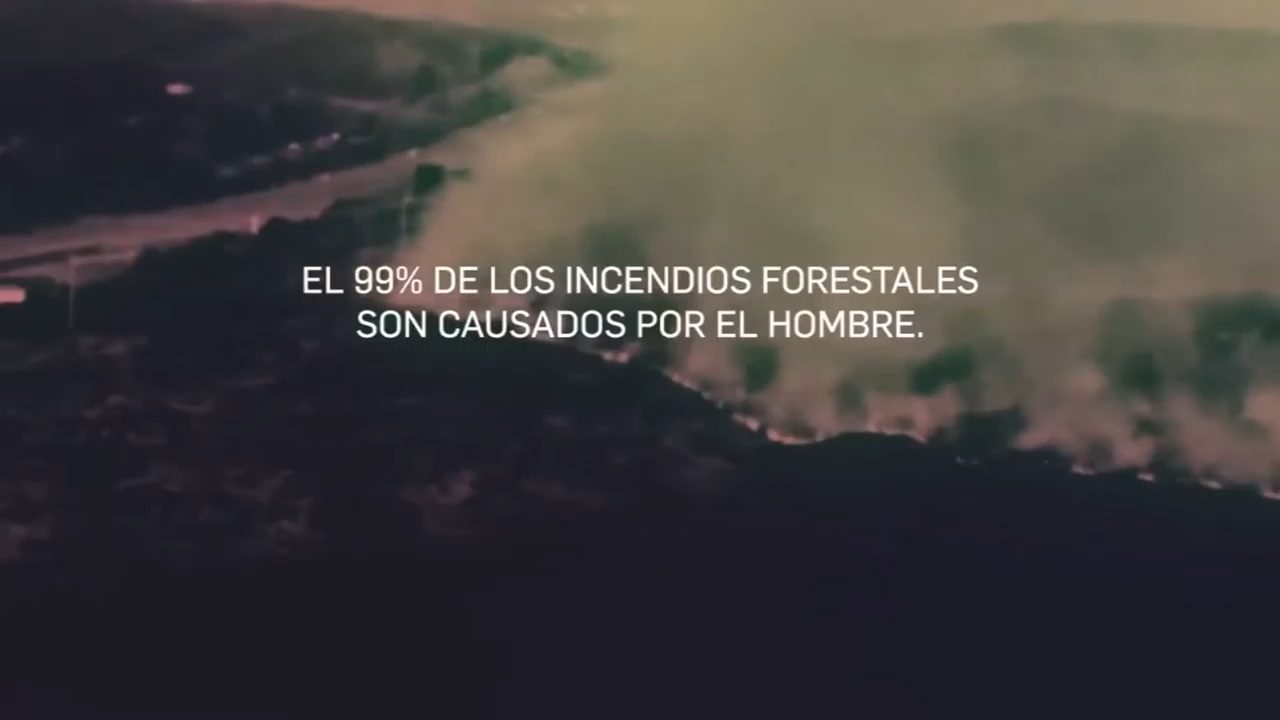 EL 99% DE LOS INCENDIOS FORESTALES
SON CAUSADOS POR EL HOMBRE.